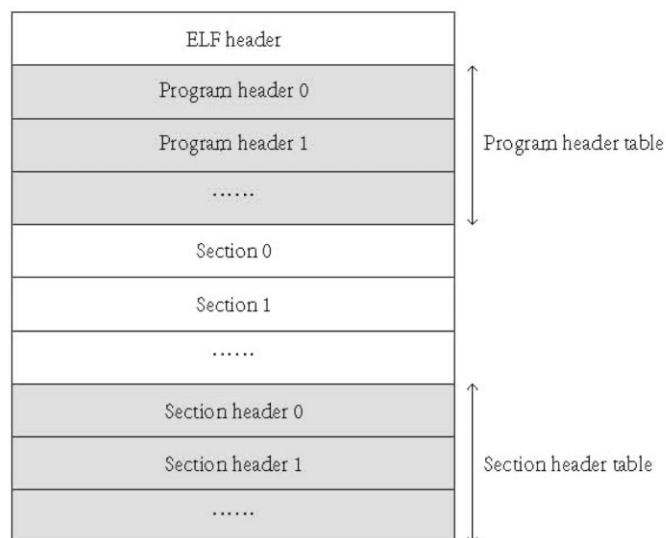 ELF header
Program header 0
Program header 1
Program header table
......
Section 0
Section 1
......
Section header 0
Section header 1
Section header table
......